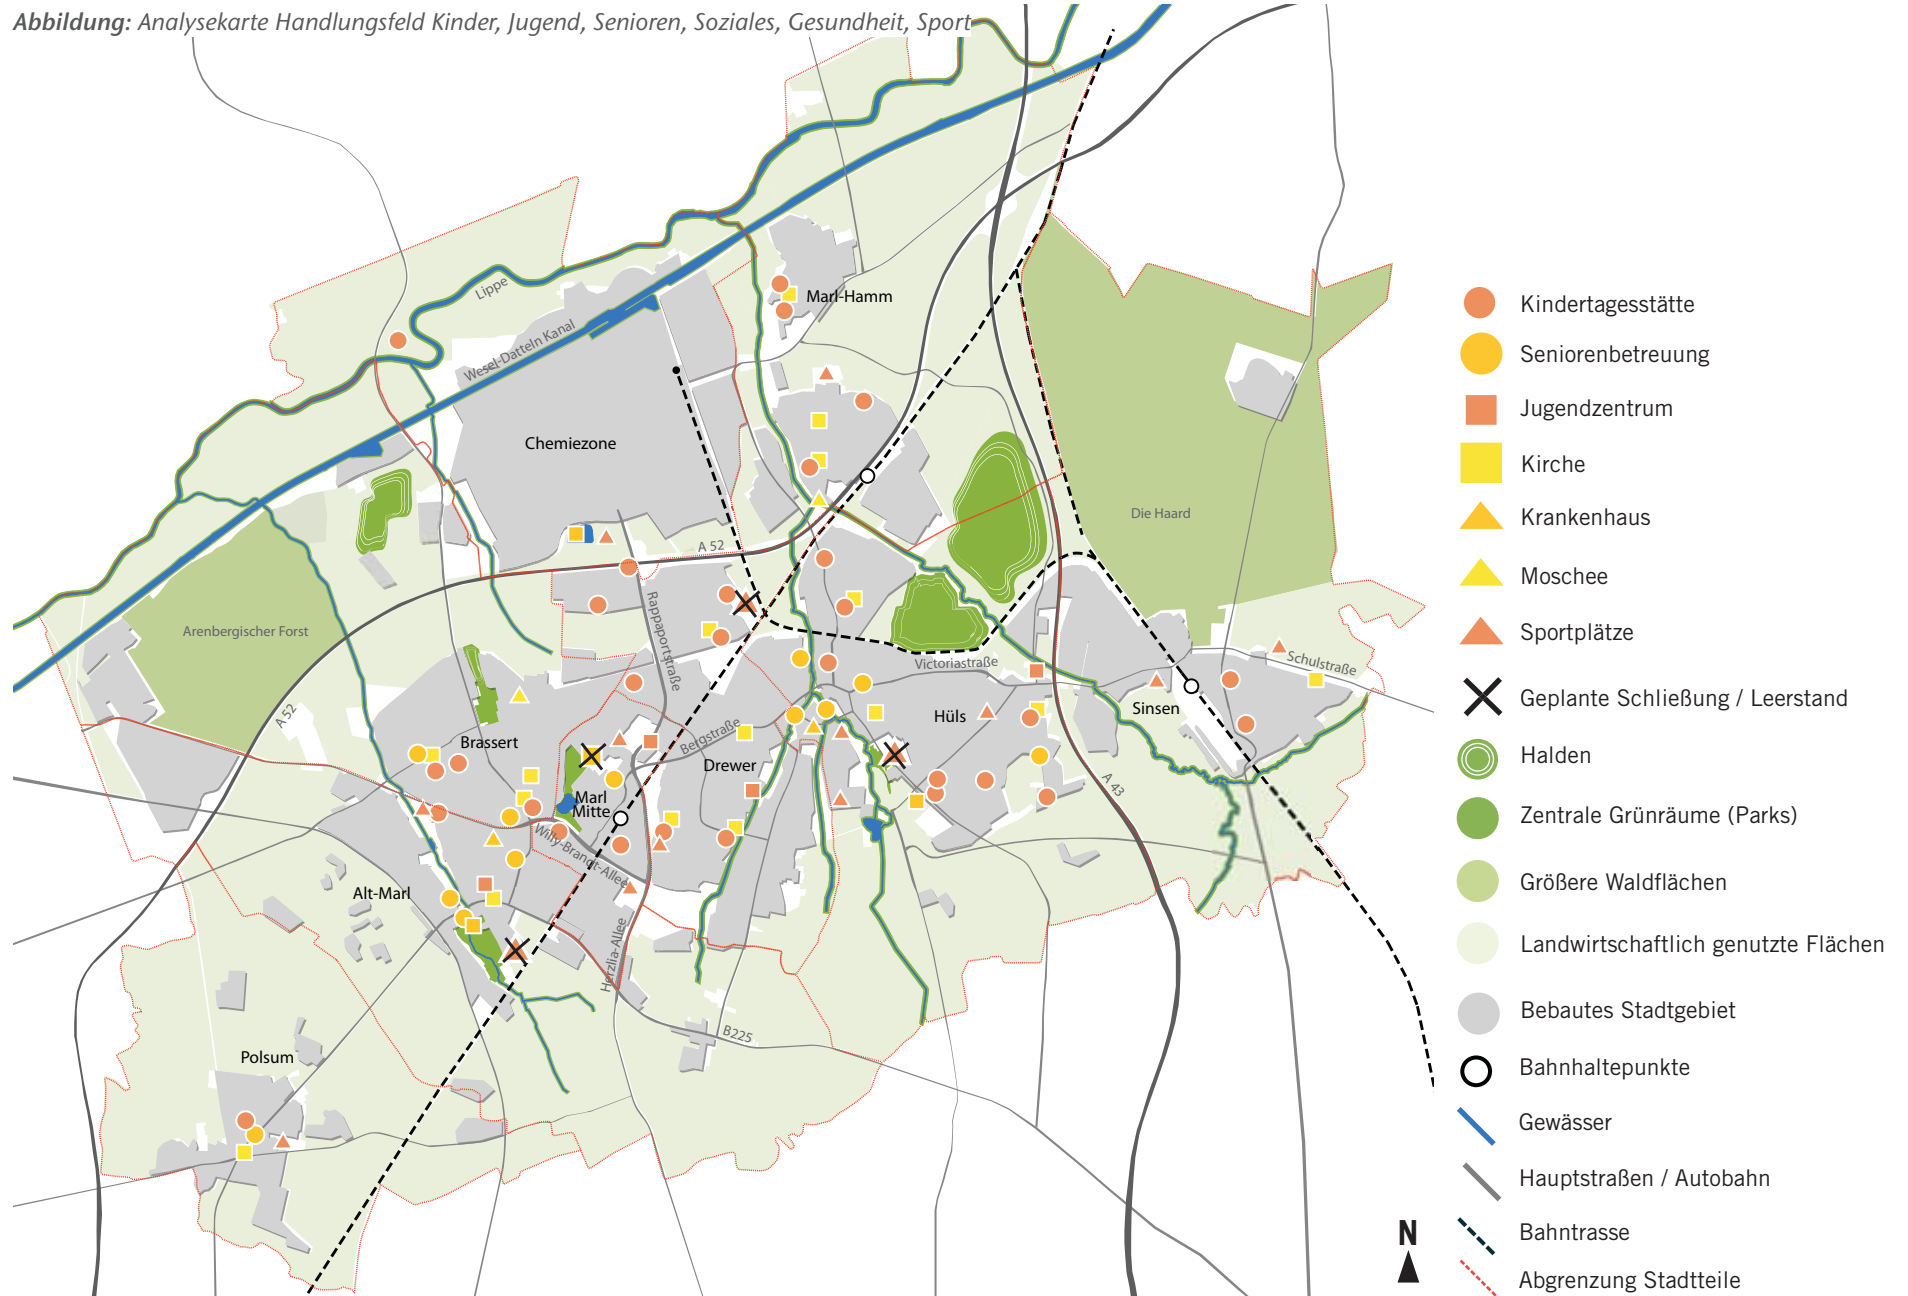 Abbildung: Analysekarte Handlungsfeld Kinder, Jugend, Senioren, Soziales, Gesundheit, Sport
Lippe
Wesel-Datteln Kanal
Marl-Hamm
Chemiezone
Die Haard
A 52
Arenbergischer Forst
Rappaportstraße
Victoriastraße
Schulstraße
A 52
Brassert
Bergstraße
Hüls
Sinsen
Drewer
Marl
Mitte
A 43
Willy-Brandt-Allee
Alt-Marl
Herzlia-Allee
B225
Polsum
Kindertagesstätte
Seniorenbetreuung
Jugendzentrum
Kirche
Krankenhaus
Moschee
Sportplätze
Geplante Schließung / Leerstand
Halden
Zentrale Grünräume (Parks)
Größere Waldflächen
Landwirtschaftlich genutzte Flächen
Bebautes Stadtgebiet
Bahnhaltepunkte
Gewässer
Hauptstraßen / Autobahn
Bahntrasse
Abgrenzung Stadtteile
N